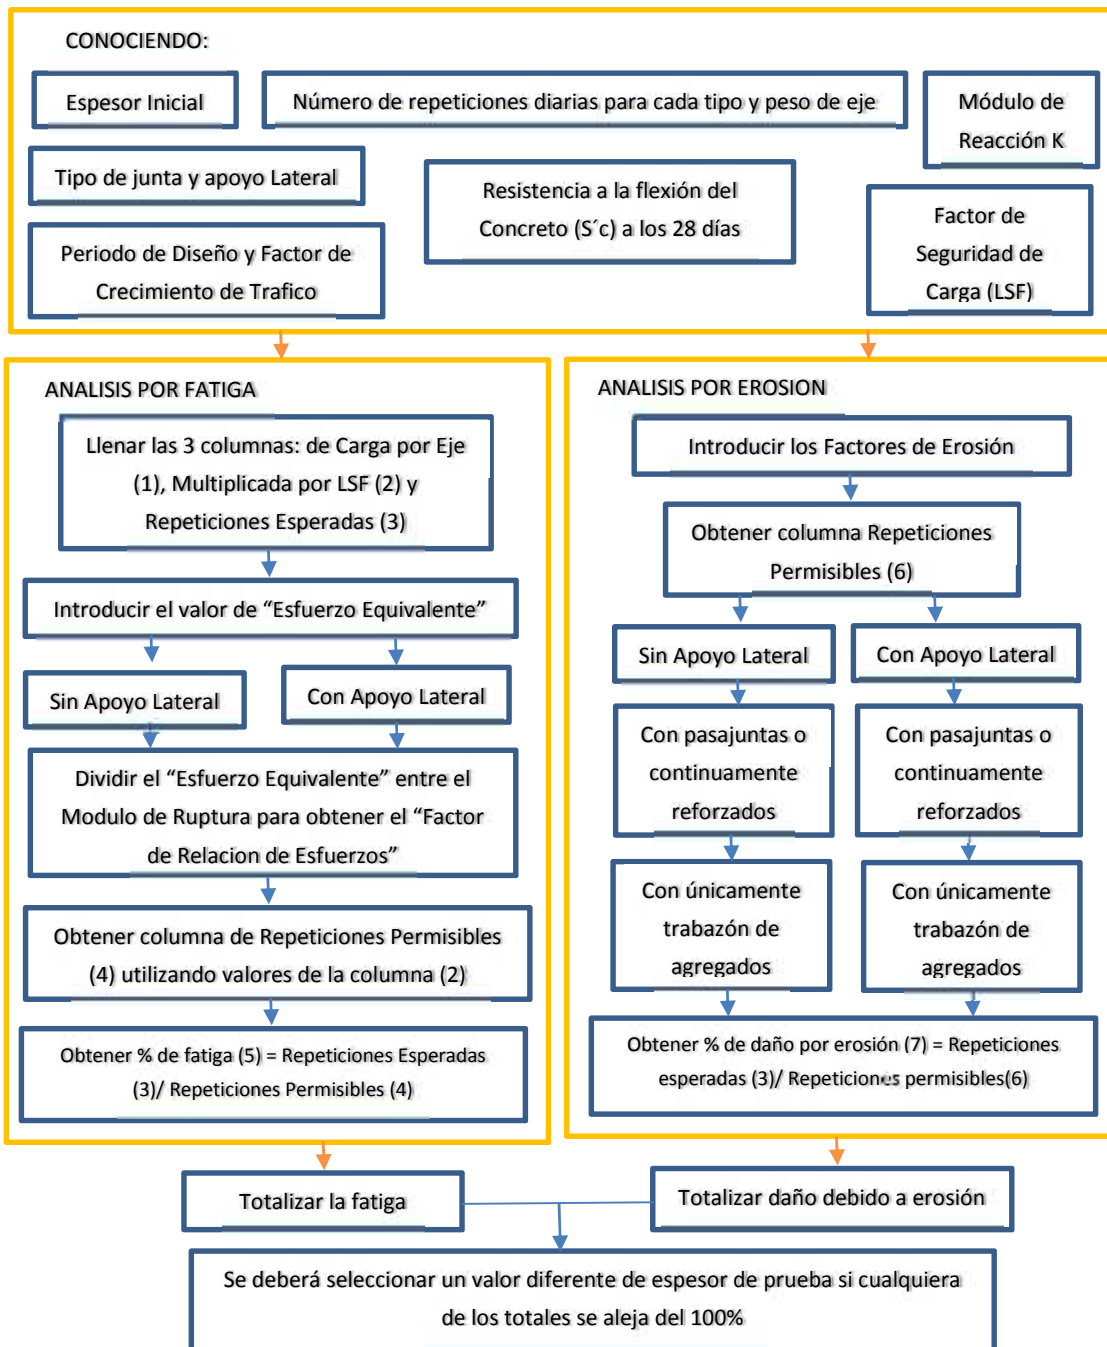 CONOCIENDO:
Espesor Inicial
Número de repeticiones diarias para cada tipo y peso de eje
Módulo de
Reacción K
Tipo de junta y apoyo Lateral
Resistencia a la flexión del
Concreto (S´c) a los 28 días
Factor de
Seguridad de
Carga (LSF)
Periodo de Diseño y Factor de
Crecimiento de Trafico
ANALISIS POR FATIGA
Llenar las 3 columnas: de Carga por Eje
(1), Multiplicada por LSF (2) y
Repeticiones Esperadas (3)
Introducir el valor de “Esfuerzo Equivalente”
Sin Apoyo Lateral
Con Apoyo Lateral
Dividir el “Esfuerzo Equivalente” entre el
Modulo de Ruptura para obtener el “Factor
de Relacion de Esfuerzos”
Obtener columna de Repeticiones Permisibles
(4) utilizando valores de la columna (2)
Obtener % de fatiga (5) = Repeticiones Esperadas
(3)/ Repeticiones Permisibles (4)
ANALISIS POR EROSION
Introducir los Factores de Erosión
Obtener columna Repeticiones
Permisibles (6)
Sin Apoyo Lateral
Con Apoyo Lateral
Con pasajuntas o
continuamente
reforzados
Con pasajuntas o
continuamente
reforzados
Con únicamente
trabazón de
agregados
Con únicamente
trabazón de
agregados
Obtener % de daño por erosión (7) = Repeticiones
esperadas (3)/ Repeticiones permisibles(6)
Totalizar la fatiga
Totalizar daño debido a erosión
Se deberá seleccionar un valor diferente de espesor de prueba si cualquiera
de los totales se aleja del 100%